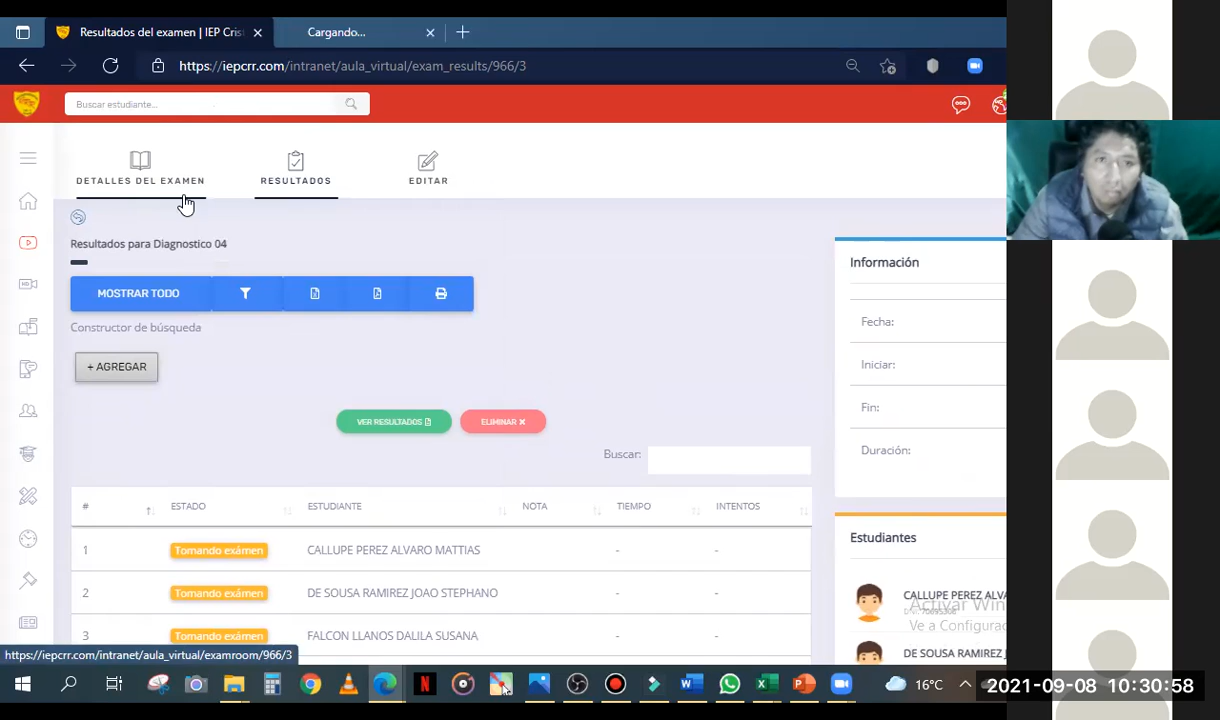 Resultados del examen | IEP Cris
Cargando...
https://iepcrr.com/intranet/aula_virtual/exam_results/966/3
Buscar estudiante...
DETALLES DEL EXAMEN
RESULTADOS
EDITAR
Resultados para Diagnostico 04
MOSTRAR TODO
Constructor de búsqueda
+ AGREGAR
VER RESULTADOS
ELIMINAR
Buscar:
# ESTADO ESTUDIANTE NOTA TIEMPO INTENTOS
1 Tomando exámen CALLUPE PEREZ ALVARO MATTIAS - -
2 Tomando exámen DE SOUSA RAMIREZ JOAO STEPHANO - -
3 Tomando exámen FALCON LLANOS DALILA SUSANA - -
Información
Fecha:
Iniciar:
Fin:
Duración:
Estudiantes
CALLUPE PEREZ ALVA
Activar Win
Ve a Configura
DE SOUSA RAMIREZ J
https://iepcrr.com/intranet/aula_virtual/examroom/966/3
16°C
2021-09-08 10:30:58